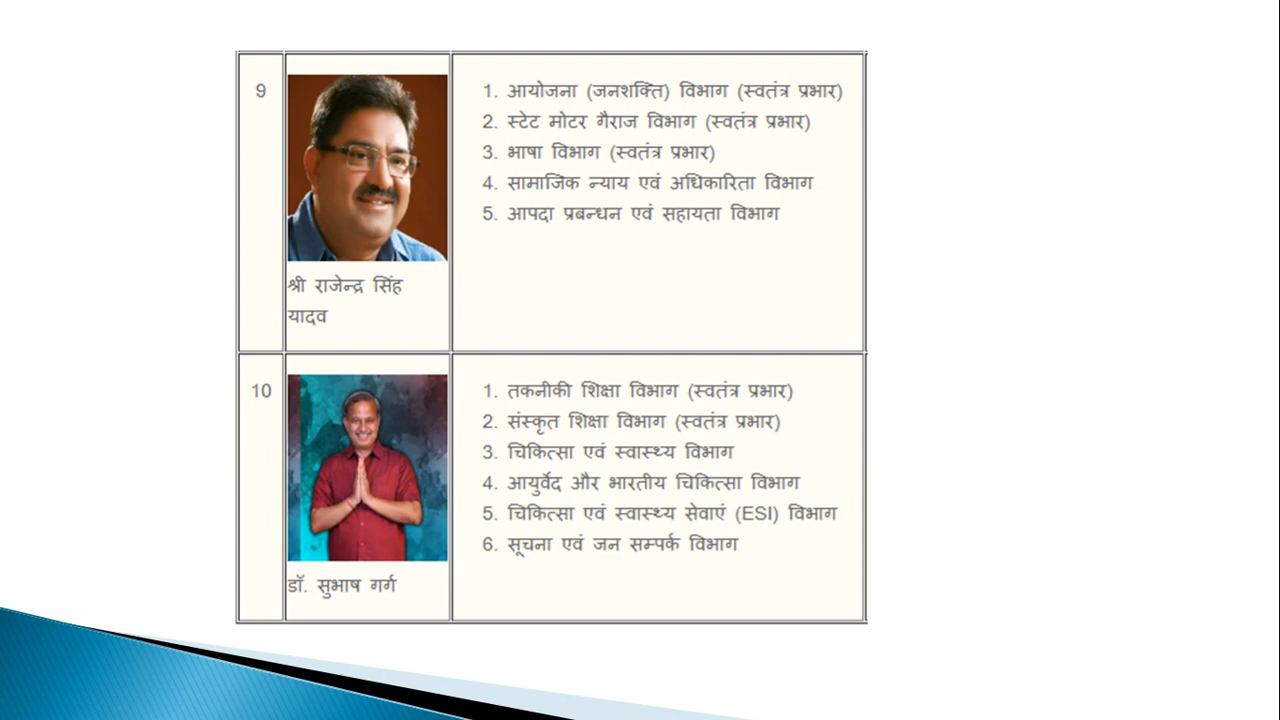 9
1. आयोजना (जनशक्ति) विभाग (स्वतंत्र प्रभार)
2. स्टेट मोटर गैराज विभाग (स्वतंत्र प्रभार)
3. भाषा विभाग (स्वतंत्र प्रभार)
4. सामाजिक न्याय एवं अधिकारिता विभाग
5. आपदा प्रबन्धन एवं सहायता विभाग
श्री राजेन्द्र सिंह
यादव
10
1. तकनीकी शिक्षा विभाग (स्वतंत्र प्रभार)
2. संस्कृत शिक्षा विभाग (स्वतंत्र प्रभार)
3. चिकित्सा एवं स्वास्थ्य विभाग
4. आयुर्वेद और भारतीय चिकित्सा विभाग
5. चिकित्सा एवं स्वास्थ्य सेवाएं (ESI) विभाग
6. सूचना एवं जन सम्पर्क विभाग
डॉ. सुभाष गर्ग